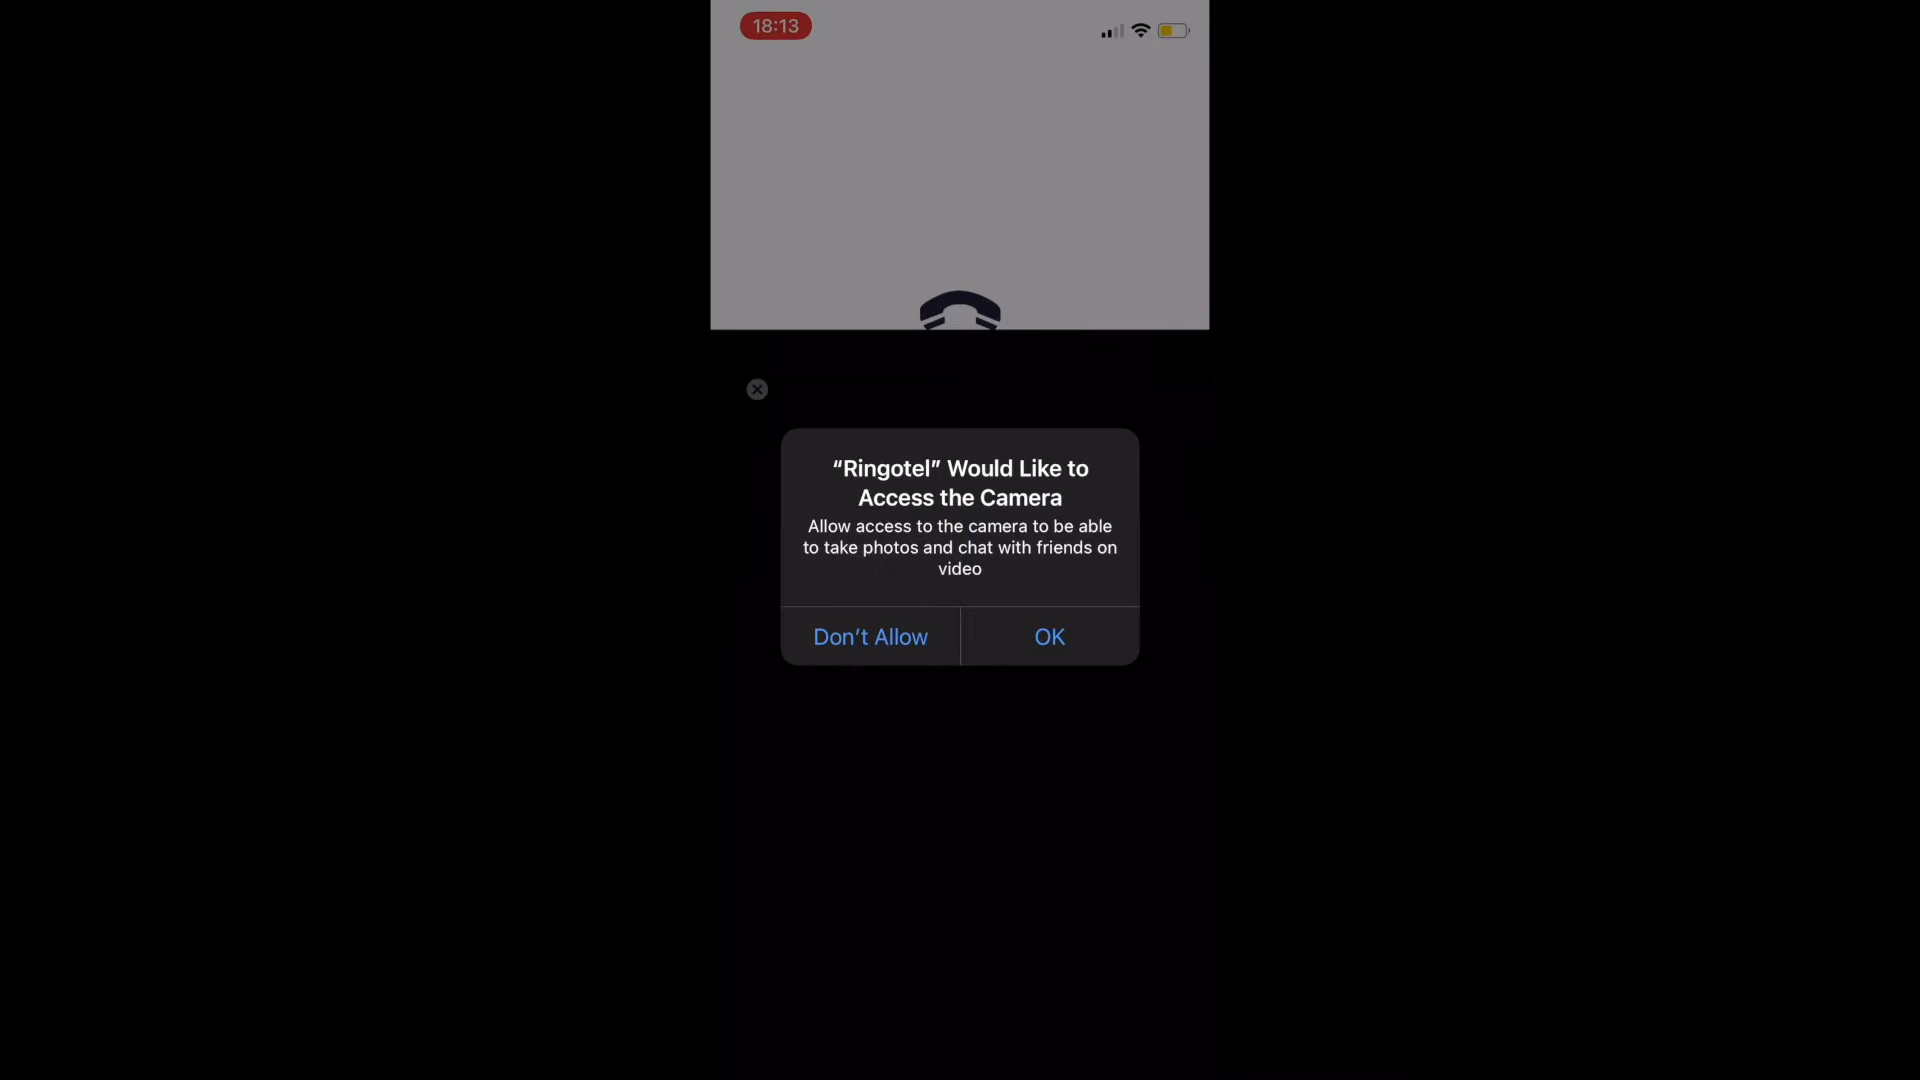 18:13
“Ringotel” Would Like to
Access the Camera
Allow access to the camera to be able
to take photos and chat with friends on
video
Don’t Allow
OK